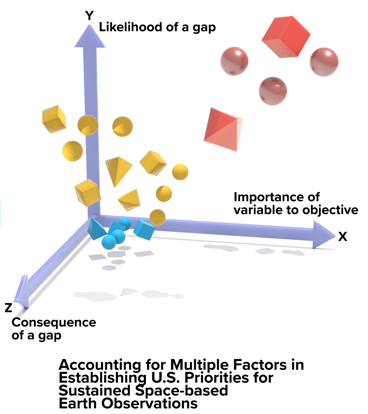 Y
Likelihood of a gap
Importance of
variable to objective
X
Z
Consequence
of a gap
Accounting for Multiple Factors in
Establishing U.S. Priorities for
Sustained Space-based
Earth Observations